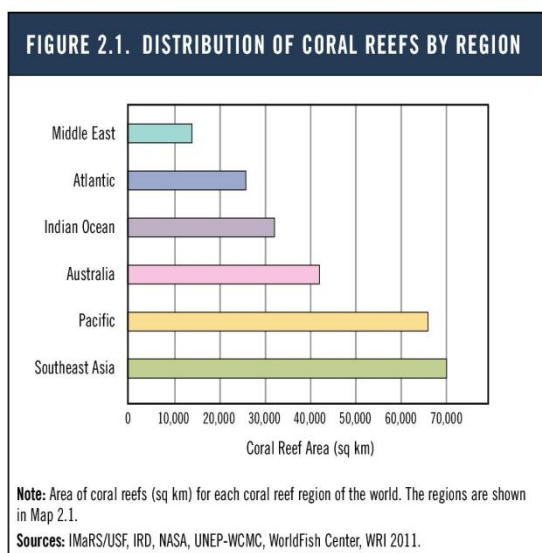 FIGURE 2.1. DISTRIBUTION OF CORAL REEFS BY REGION
Middle East
Atlantic
Indian Ocean
Australia
Pacific
Southeast Asia
0 10,000 20,000 30,000 40,000 50,000 60,000 70,000
Coral Reef Area (sq km)
Note: Area of coral reefs (sq km) for each coral reef region of the world. The regions are shown
in Map 2.1.
Sources: IMaRS/USF, IRD, NASA, UNEP-WCMC, WorldFish Center, WRI 2011.